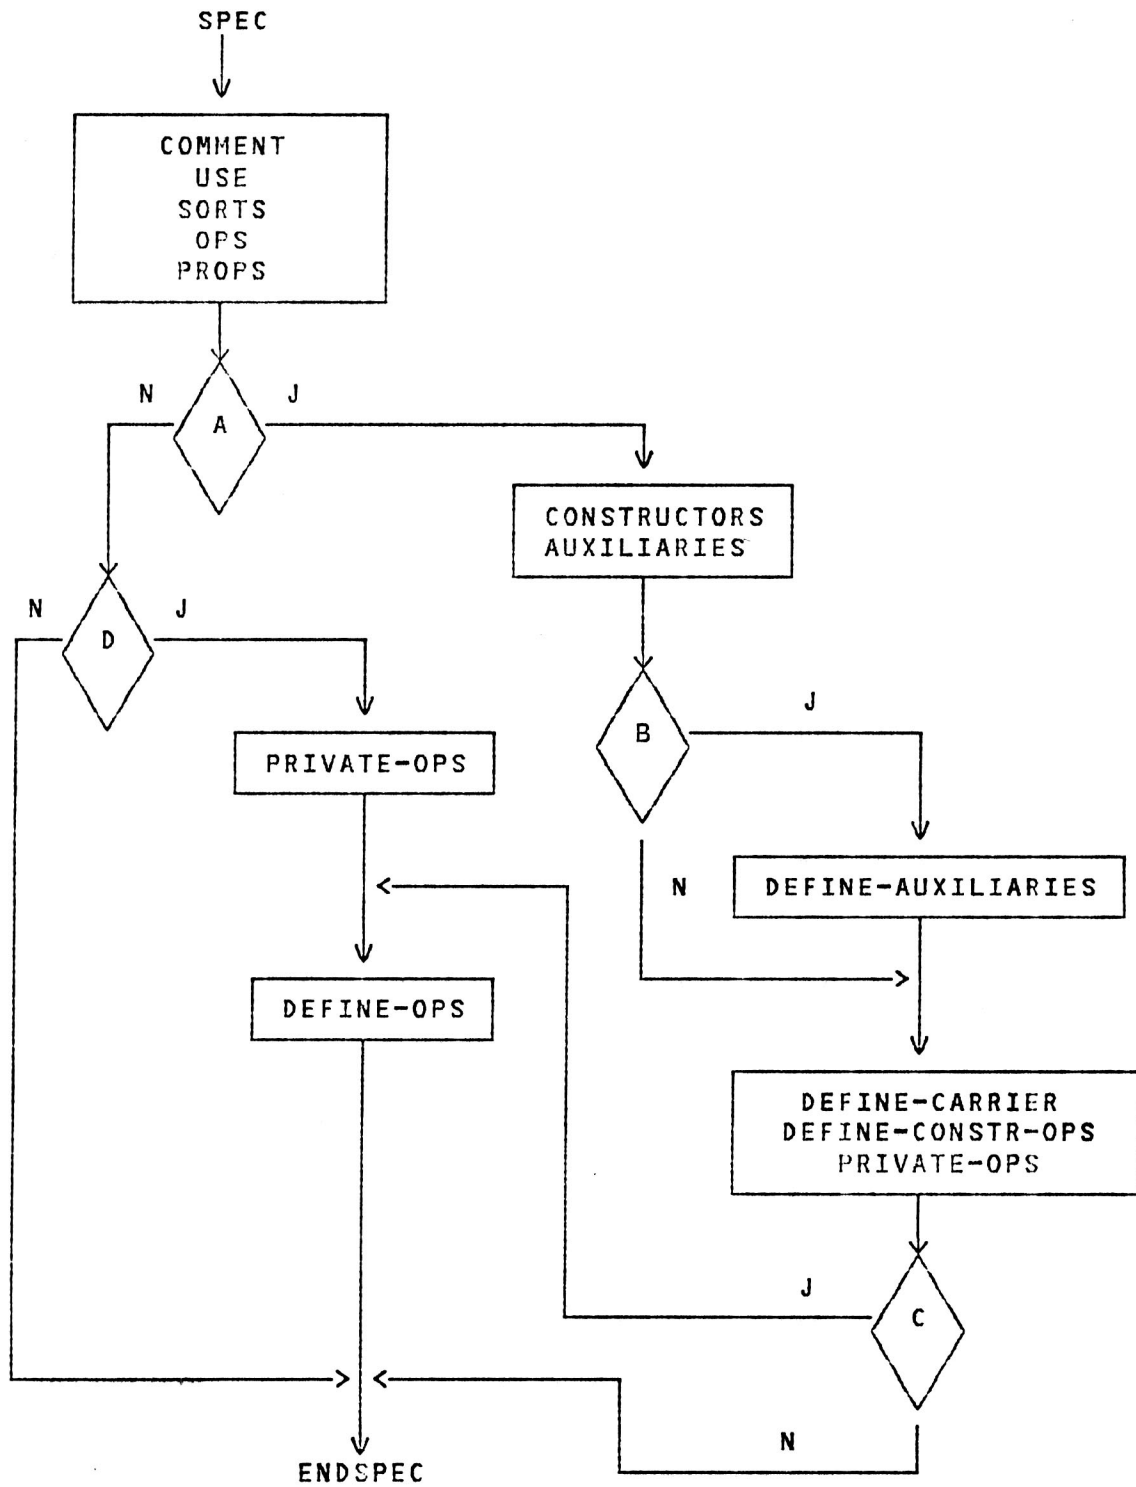 SPEC
COMMENT
USE
SORTS
OPS
PROPS
N
J
A
CONSTRUCTORS
AUXILIARIES
N
J
D
J
B
PRIVATE-OPS
N
DEFINE-AUXILIARIES
DEFINE-OPS
DEFINE-CARRIER
DEFINE-CONSTR-OPS
PRIVATE-OPS
J
C
N
ENDSPEC